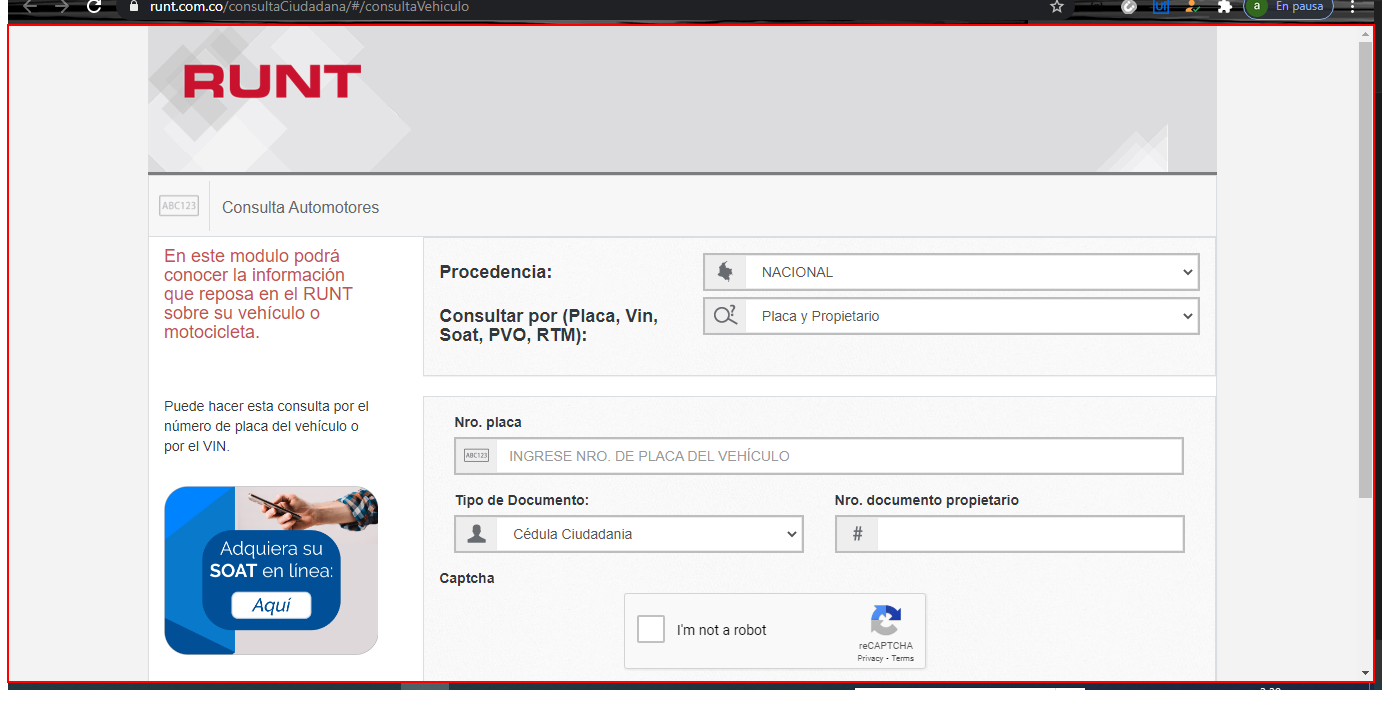 runt.com.co/consultaCiudadana/#/consultaVehiculo
a En pausa
RUNT
ABC123 Consulta Automotores
En este modulo podrá
conocer la información
que reposa en el RUNT
sobre su vehículo o
motocicleta.
Puede hacer esta consulta por el
número de placa del vehículo o
por el VIN.
Adquiera su
SOAT en línea:
Aquí
Procedencia: NACIONAL
Consultar por (Placa, Vin,
Soat, PVO, RTM): Placa y Propietario
Nro. placa
ABC123 INGRESE NRO. DE PLACA DEL VEHÍCULO
Tipo de Documento: Nro. documento propietario
Cédula Ciudadania #
Captcha
I'm not a robot
reCAPTCHA
Privacy - Terms